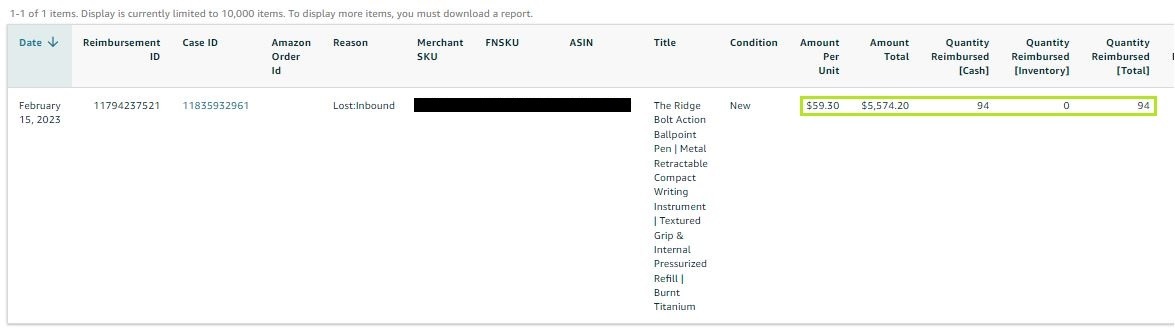 1-1 of 1 items. Display is currently limited to 10,000 items. To display more items, you must download a report.
Date ↓
Reimbursement
ID
Case ID
Amazon
Order
Id
Reason
Merchant
SKU
FNSKU
ASIN
Title
Condition
Amount
Per
Unit
Amount
Total
Quantity
Reimbursed
[Cash]
Quantity
Reimbursed
[Inventory]
Quantity
Reimbursed
[Total]
February
15, 2023
11794237521
11835932961
Lost:Inbound
The Ridge
Bolt Action
Ballpoint
Pen | Metal
Retractable
Compact
Writing
Instrument
| Textured
Grip &
Internal
Pressurized
Refill |
Burnt
Titanium
New
$59.30
$5,574.20
94
0
94